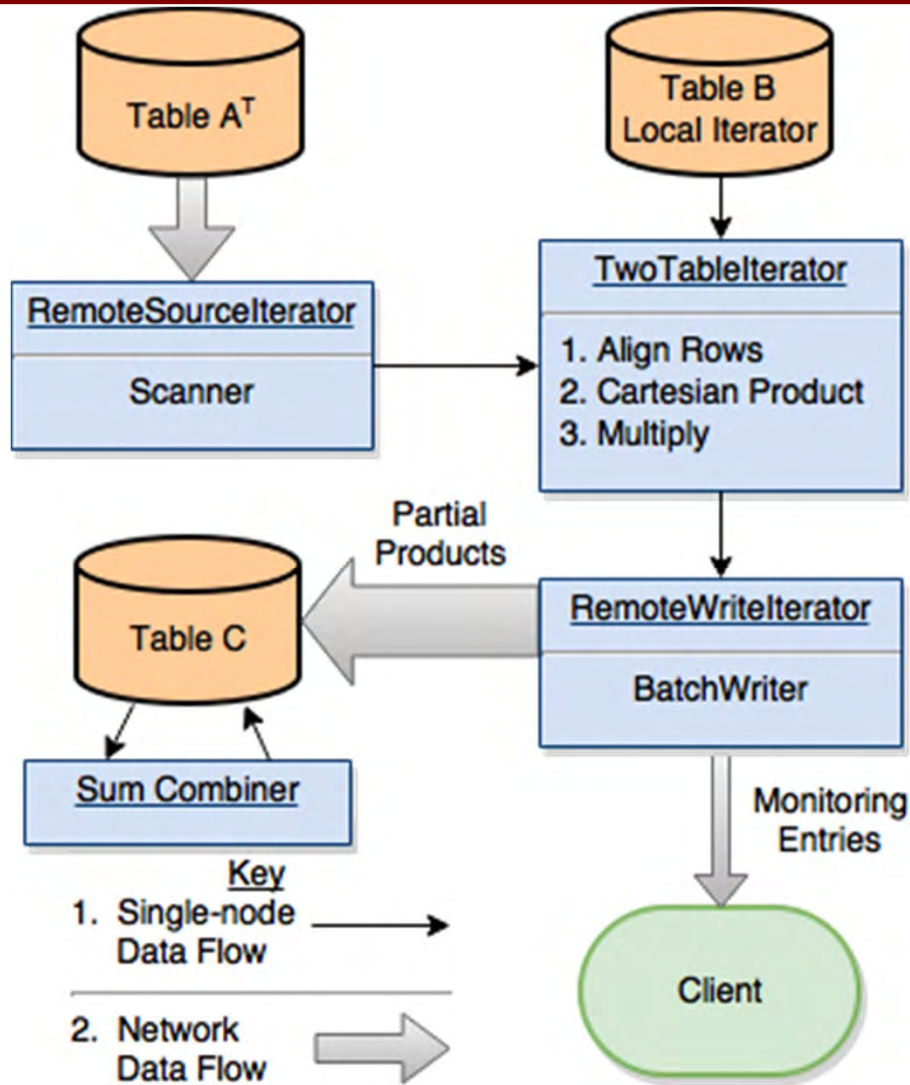 Table Aᵀ
Table B
Local Iterator
RemoteSourceIterator
Scanner
TwoTableIterator
1. Align Rows
2. Cartesian Product
3. Multiply
Partial
Products
Table C
RemoteWriteIterator
BatchWriter
Sum Combiner
Monitoring
Entries
Client
Key
1. Single-node
Data Flow
2. Network
Data Flow